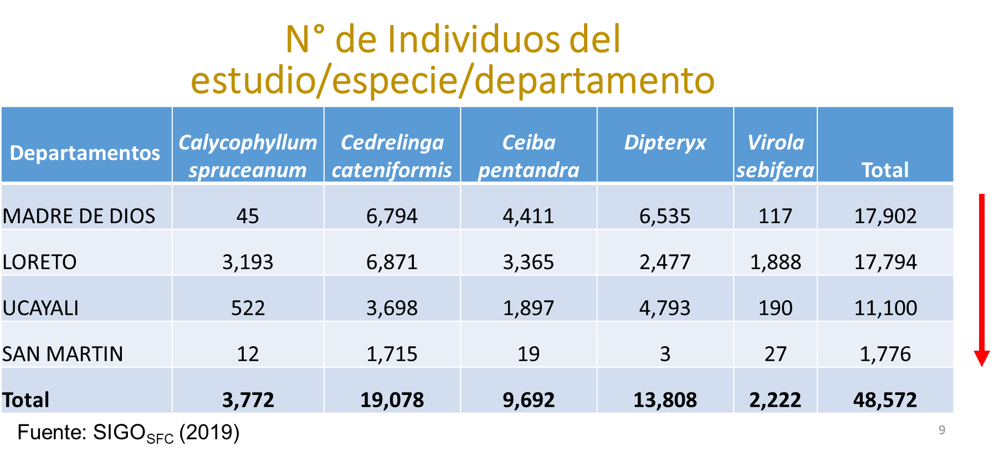 N° de Individuos del
estudio/especie/departamento
Departamentos Calycophyllum spruceanum Cedrelinga cateniformis Ceiba pentandra Dipteryx Virola sebifera Total
MADRE DE DIOS 45 6,794 4,411 6,535 117 17,902
LORETO 3,193 6,871 3,365 2,477 1,888 17,794
UCAYALI 522 3,698 1,897 4,793 190 11,100
SAN MARTIN 12 1,715 19 3 27 1,776
Total 3,772 19,078 9,692 13,808 2,222 48,572
Fuente: SIGOSFC (2019)
9